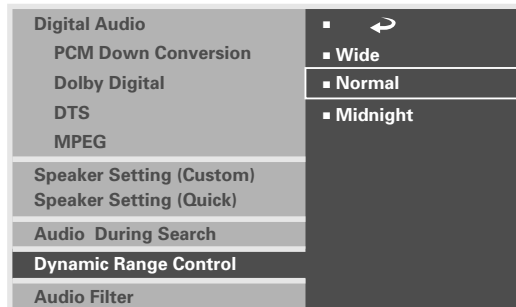 Digital Audio
PCM Down Conversion
Dolby Digital
DTS
MPEG
Speaker Setting (Custom)
Speaker Setting (Quick)
Audio During Search
Dynamic Range Control
Audio Filter
Wide
Normal
Midnight